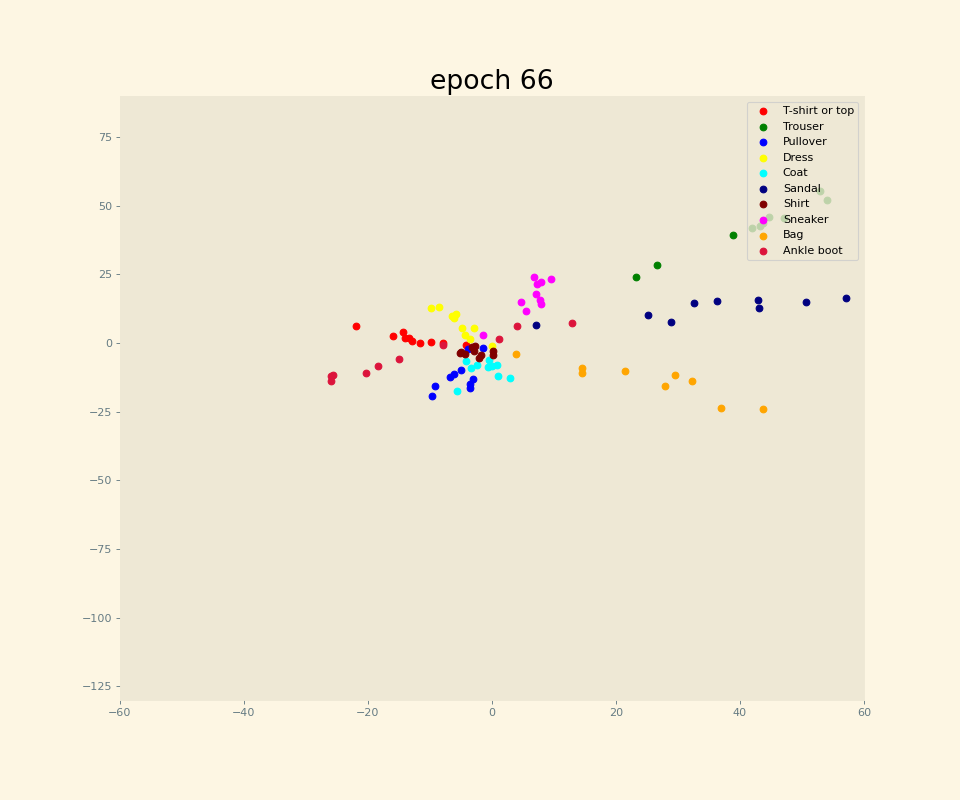 epoch 66
75
50
25
0
−25
−50
−75
−100
−125
−60
−40
−20
0
20
40
60
T-shirt or top
Trouser
Pullover
Dress
Coat
Sandal
Shirt
Sneaker
Bag
Ankle boot